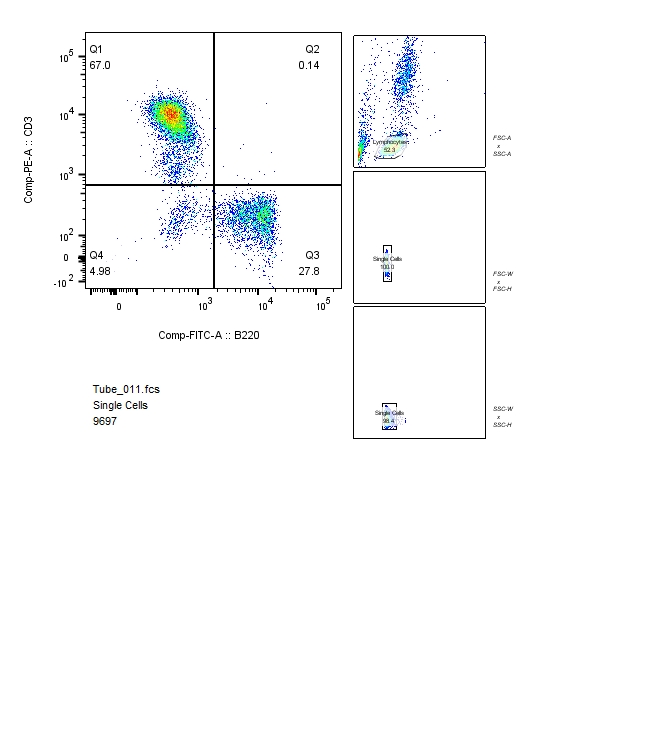 Q1
67.0
Q2
0.14
Q4
4.98
Q3
27.8
10^5
10^4
10^3
10^2
0
-10^2
Comp-PE-A :: CD3
0
10^3
10^4
10^5
Comp-FITC-A :: B220
Tube_011.fcs
Single Cells
9697
Lymphocytes
52.3
FSC-A
x
SSC-A
Single Cells
100.0
FSC-W
x
FSC-H
Single Cells
98.4
SSC-W
x
SSC-H